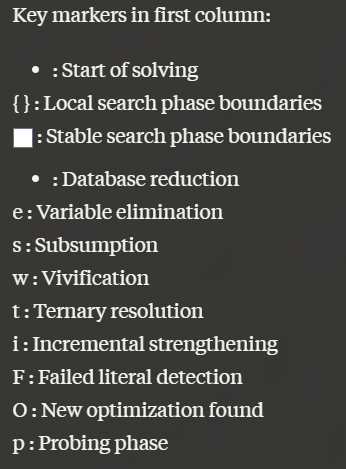 Key markers in first column:
• : Start of solving
{ } : Local search phase boundaries
⬜ : Stable search phase boundaries
• : Database reduction
e : Variable elimination
s : Subsumption
w : Vivification
t : Ternary resolution
i : Incremental strengthening
F : Failed literal detection
O : New optimization found
p : Probing phase